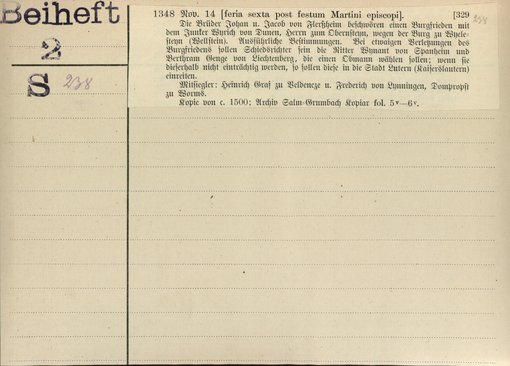 Beiheft
2
S 238
1348 Nov. 14 [feria sexta post festum Martini episcopi]. [329 238
Die Brüder Johan u. Jacob von Flersheim beschwören einen Burgfrieden mit
dem Junker Wyrich von Dunen, Herrn zum Obernsteyn, wegen der Burg zu Wyele-
steyn (Wellstein). Ausführliche Bestimmungen. Bei etwaigen Verletzungen des
Burgfriedens sollen Schiedsrichter sein die Ritter Wynant von Spanheim und
Berthram Genge von Liechtenberg, die einen Obmann wählen sollen; wenn sie
dieserhalb nicht einträchtig werden, so sollen diese in die Stadt Lutern (Kaiserslautern)
einreiten.
Mitsiegler: Heinrich Graf zu Veldencze u. Frederich von Lynningen, Dompropst
zu Worms.
Kopie von c. 1500; Archiv Salm-Grumbach Kopiar fol. 5v—6v.